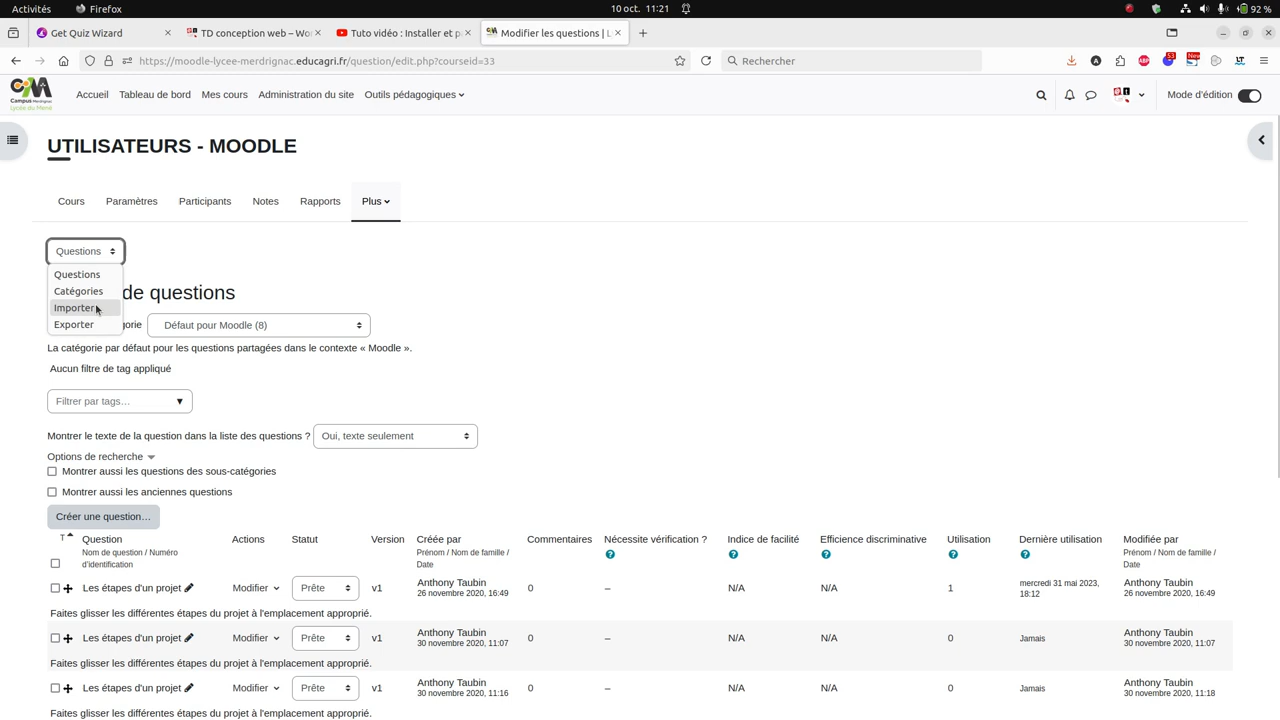 Activités Firefox 10 oct. 11:21 92 %
Get Quiz Wizard × TD conception web – Wo × Tuto vidéo : Installer et p × Modifier les questions | L × +
https://moodle-lycee-merdrignac.educagri.fr/question/edit.php?courseid=33 Rechercher 53 New
Campus Merdrignac
Lycée du Mené
Accueil Tableau de bord Mes cours Administration du site Outils pédagogiques Mode d'édition
UTILISATEURS - MOODLE
Cours Paramètres Participants Notes Rapports Plus
Questions
Questions
Catégories
Importer
Exporter
de questions
gorie Défaut pour Moodle (8)
La catégorie par défaut pour les questions partagées dans le contexte « Moodle ».
Aucun filtre de tag appliqué
Filtrer par tags…
Montrer le texte de la question dans la liste des questions ? Oui, texte seulement
Options de recherche
Montrer aussi les questions des sous-catégories
Montrer aussi les anciennes questions
Créer une question…
T Question Actions Statut Version Créée par Commentaires Nécessite vérification ? Indice de facilité Efficience discriminative Utilisation Dernière utilisation Modifiée par
Nom de question / Numéro d'identification Prénom / Nom de famille / Date Prénom / Nom de famille / Date
Les étapes d'un projet Modifier Prête v1 Anthony Taubin 26 novembre 2020, 16:49 0 – N/A N/A 1 mercredi 31 mai 2023, 18:12 Anthony Taubin 26 novembre 2020, 16:49
Faites glisser les différentes étapes du projet à l'emplacement approprié.
Les étapes d'un projet Modifier Prête v1 Anthony Taubin 30 novembre 2020, 11:07 0 – N/A N/A 0 Jamais Anthony Taubin 30 novembre 2020, 11:07
Faites glisser les différentes étapes du projet à l'emplacement approprié.
Les étapes d'un projet Modifier Prête v1 Anthony Taubin 30 novembre 2020, 11:16 0 – N/A N/A 0 Jamais Anthony Taubin 30 novembre 2020, 11:18
Faites glisser les différentes étapes du projet à l'emplacement approprié.